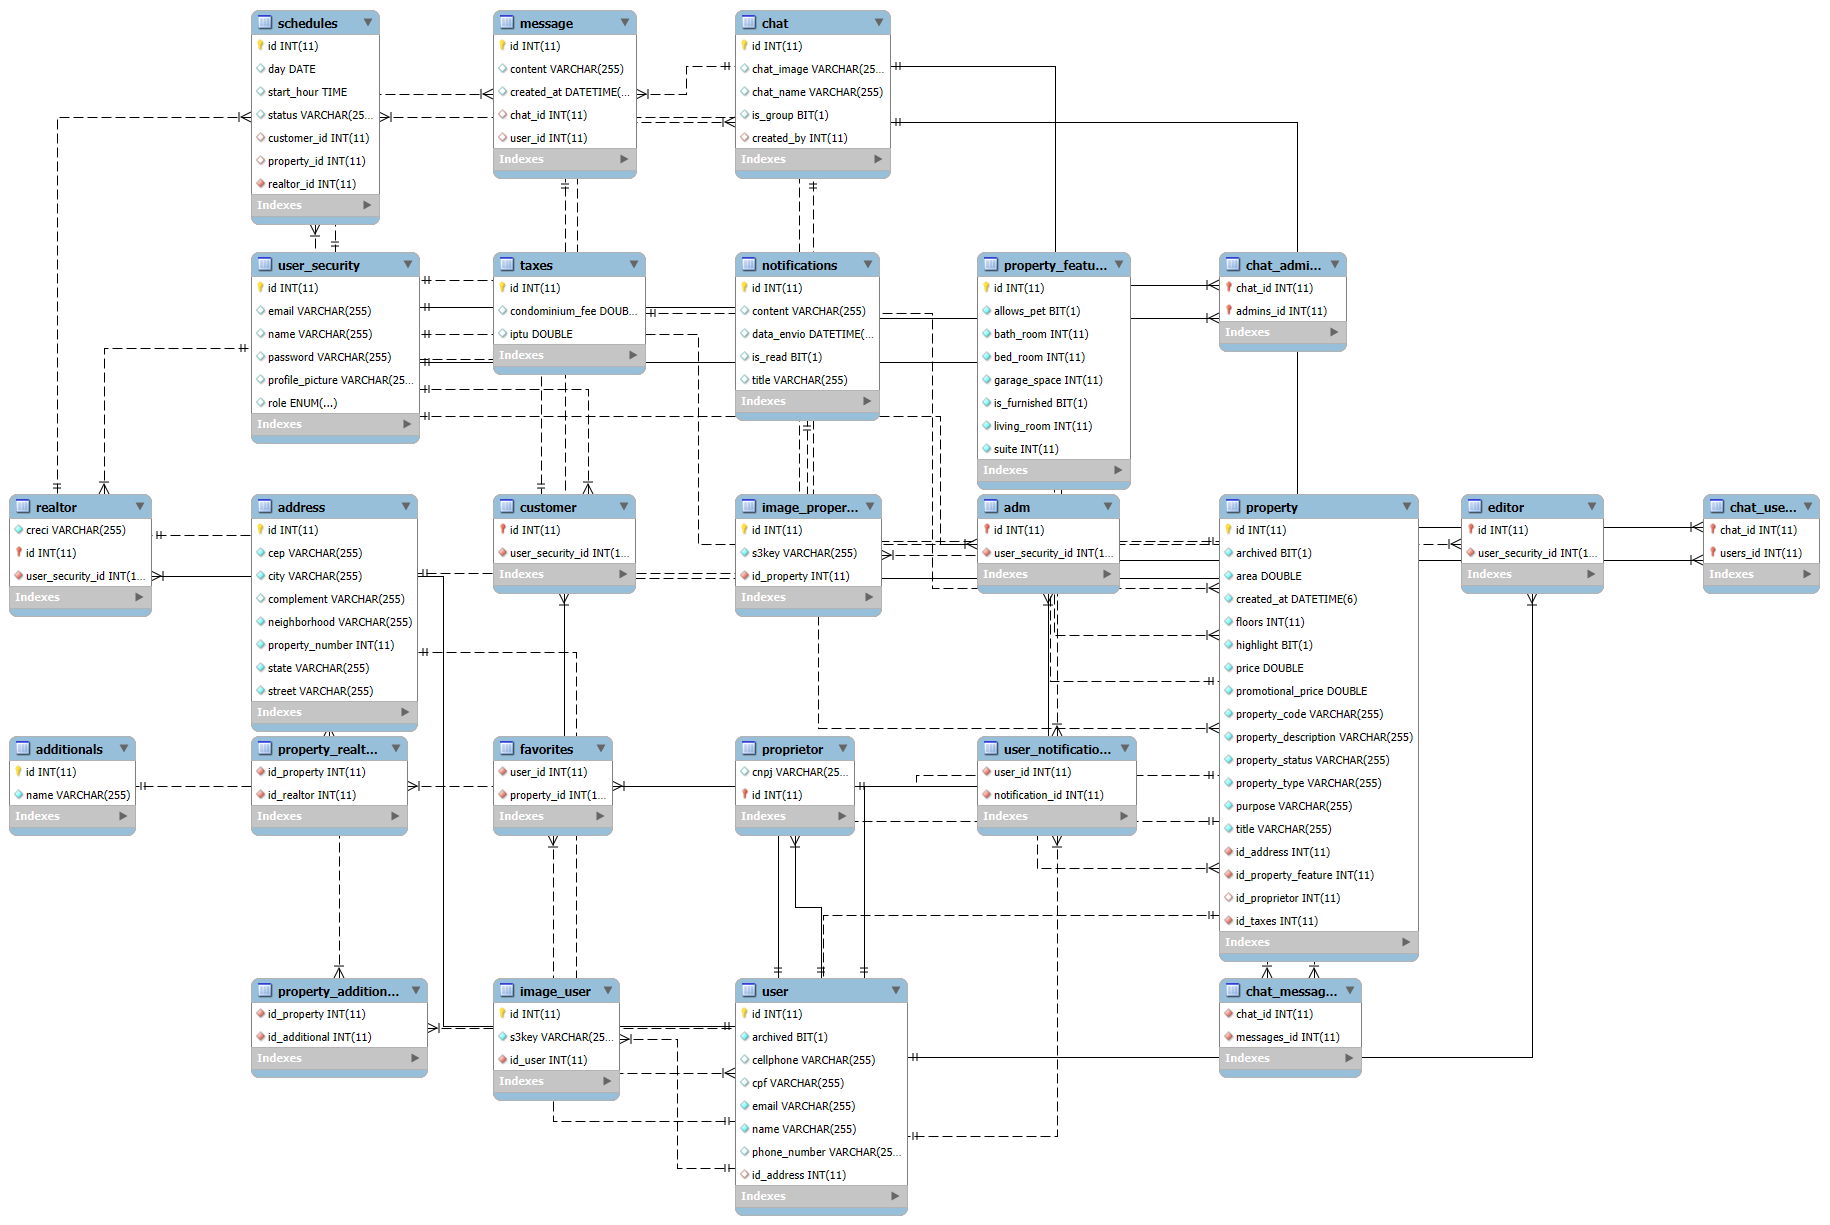 schedules
id INT(11)
day DATE
start_hour TIME
status VARCHAR(25...
customer_id INT(11)
property_id INT(11)
realtor_id INT(11)
Indexes
message
id INT(11)
content VARCHAR(255)
created_at DATETIME(...
chat_id INT(11)
user_id INT(11)
Indexes
chat
id INT(11)
chat_image VARCHAR(25...
chat_name VARCHAR(255)
is_group BIT(1)
created_by INT(11)
Indexes
user_security
id INT(11)
email VARCHAR(255)
name VARCHAR(255)
password VARCHAR(255)
profile_picture VARCHAR(25...
role ENUM(...)
Indexes
taxes
id INT(11)
condominium_fee DOUB...
iptu DOUBLE
Indexes
notifications
id INT(11)
content VARCHAR(255)
data_envio DATETIME(...
is_read BIT(1)
title VARCHAR(255)
Indexes
property_featu...
id INT(11)
allows_pet BIT(1)
bath_room INT(11)
bed_room INT(11)
garage_space INT(11)
is_furnished BIT(1)
living_room INT(11)
suite INT(11)
Indexes
chat_admi...
chat_id INT(11)
admins_id INT(11)
Indexes
realtor
creci VARCHAR(255)
id INT(11)
user_security_id INT(1...
Indexes
address
id INT(11)
cep VARCHAR(255)
city VARCHAR(255)
complement VARCHAR(255)
neighborhood VARCHAR(255)
property_number INT(11)
state VARCHAR(255)
street VARCHAR(255)
Indexes
customer
id INT(11)
user_security_id INT(1...
Indexes
image_proper...
id INT(11)
s3key VARCHAR(255)
id_property INT(11)
Indexes
adm
id INT(11)
user_security_id INT(1...
Indexes
property
id INT(11)
archived BIT(1)
area DOUBLE
created_at DATETIME(6)
floors INT(11)
highlight BIT(1)
price DOUBLE
promotional_price DOUBLE
property_code VARCHAR(255)
property_description VARCHAR(255)
property_status VARCHAR(255)
property_type VARCHAR(255)
purpose VARCHAR(255)
title VARCHAR(255)
id_address INT(11)
id_property_feature INT(11)
id_proprietor INT(11)
id_taxes INT(11)
Indexes
editor
id INT(11)
user_security_id INT(1...
Indexes
chat_use...
chat_id INT(11)
users_id INT(11)
Indexes
additionals
id INT(11)
name VARCHAR(255)
Indexes
property_realt...
id_property INT(11)
id_realtor INT(11)
Indexes
favorites
user_id INT(11)
property_id INT(1...
Indexes
proprietor
cnpj VARCHAR(25...
id INT(11)
Indexes
user_notificatio...
user_id INT(11)
notification_id INT(11)
Indexes
property_addition...
id_property INT(11)
id_additional INT(11)
Indexes
image_user
id INT(11)
s3key VARCHAR(25...
id_user INT(11)
Indexes
user
id INT(11)
archived BIT(1)
cellphone VARCHAR(255)
cpf VARCHAR(255)
email VARCHAR(255)
name VARCHAR(255)
phone_number VARCHAR(25...
id_address INT(11)
Indexes
chat_messag...
chat_id INT(11)
messages_id INT(11)
Indexes